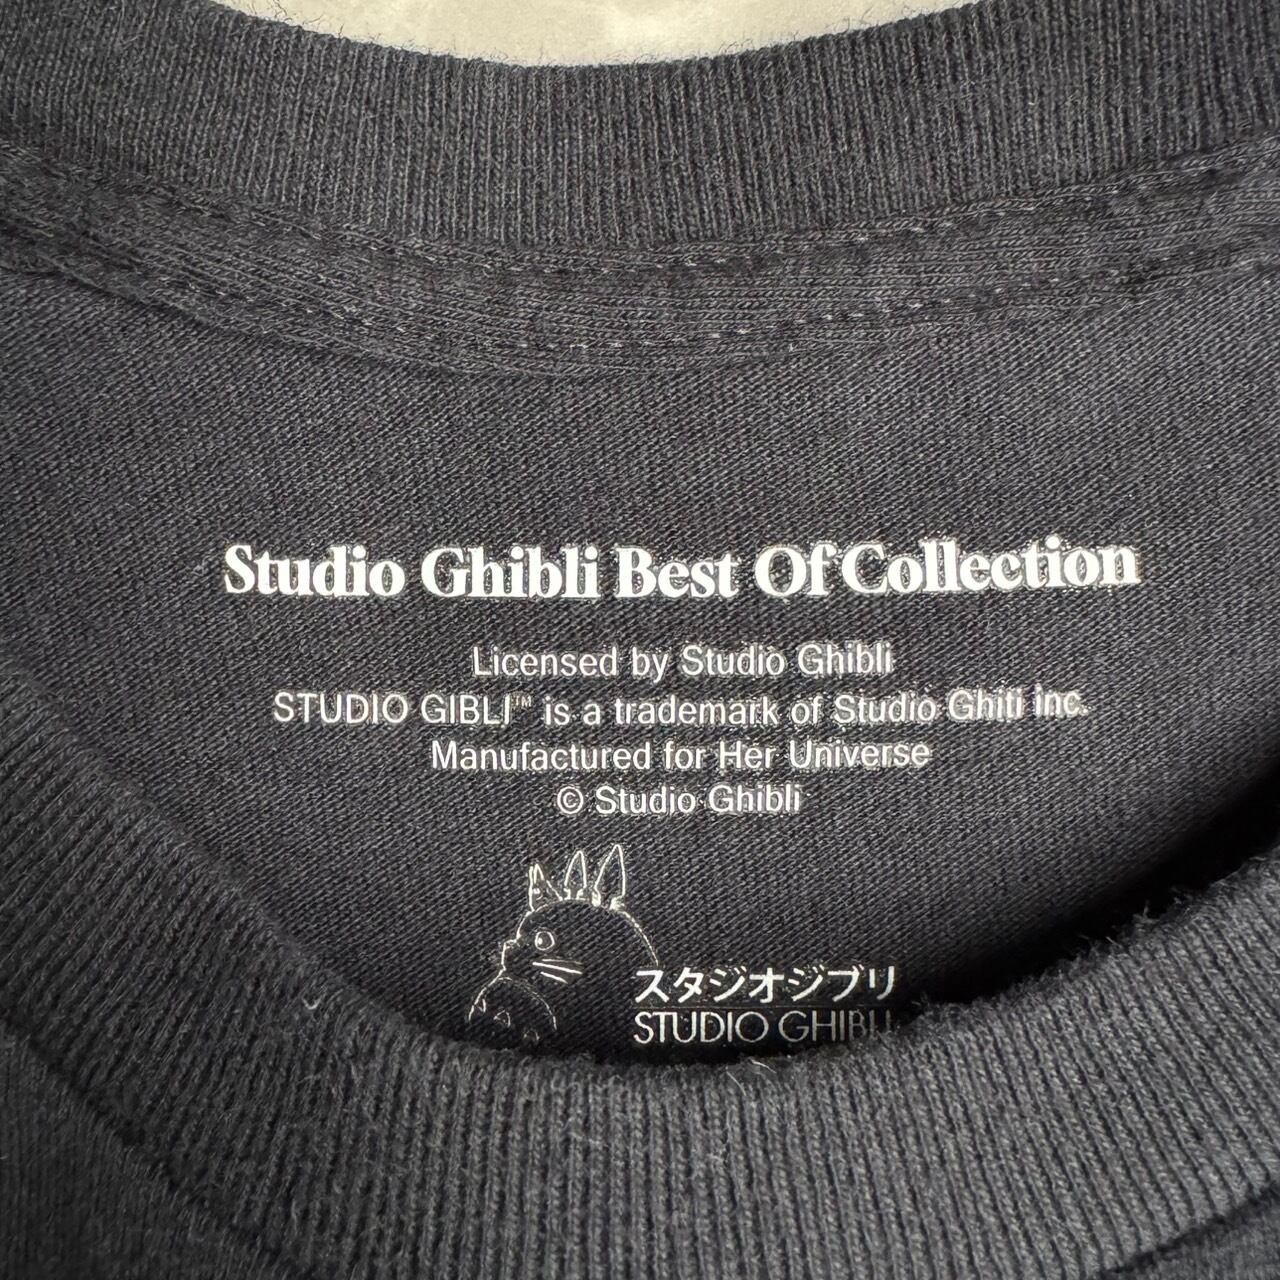 Studio Ghibli Best Of Collection
Licensed by Studio Ghibli
STUDIO GIBLI™ is a trademark of Studio Ghiti inc.
Manufactured for Her Universe
© Studio Ghibli
スタジオジブリ
STUDIO GHIBLI